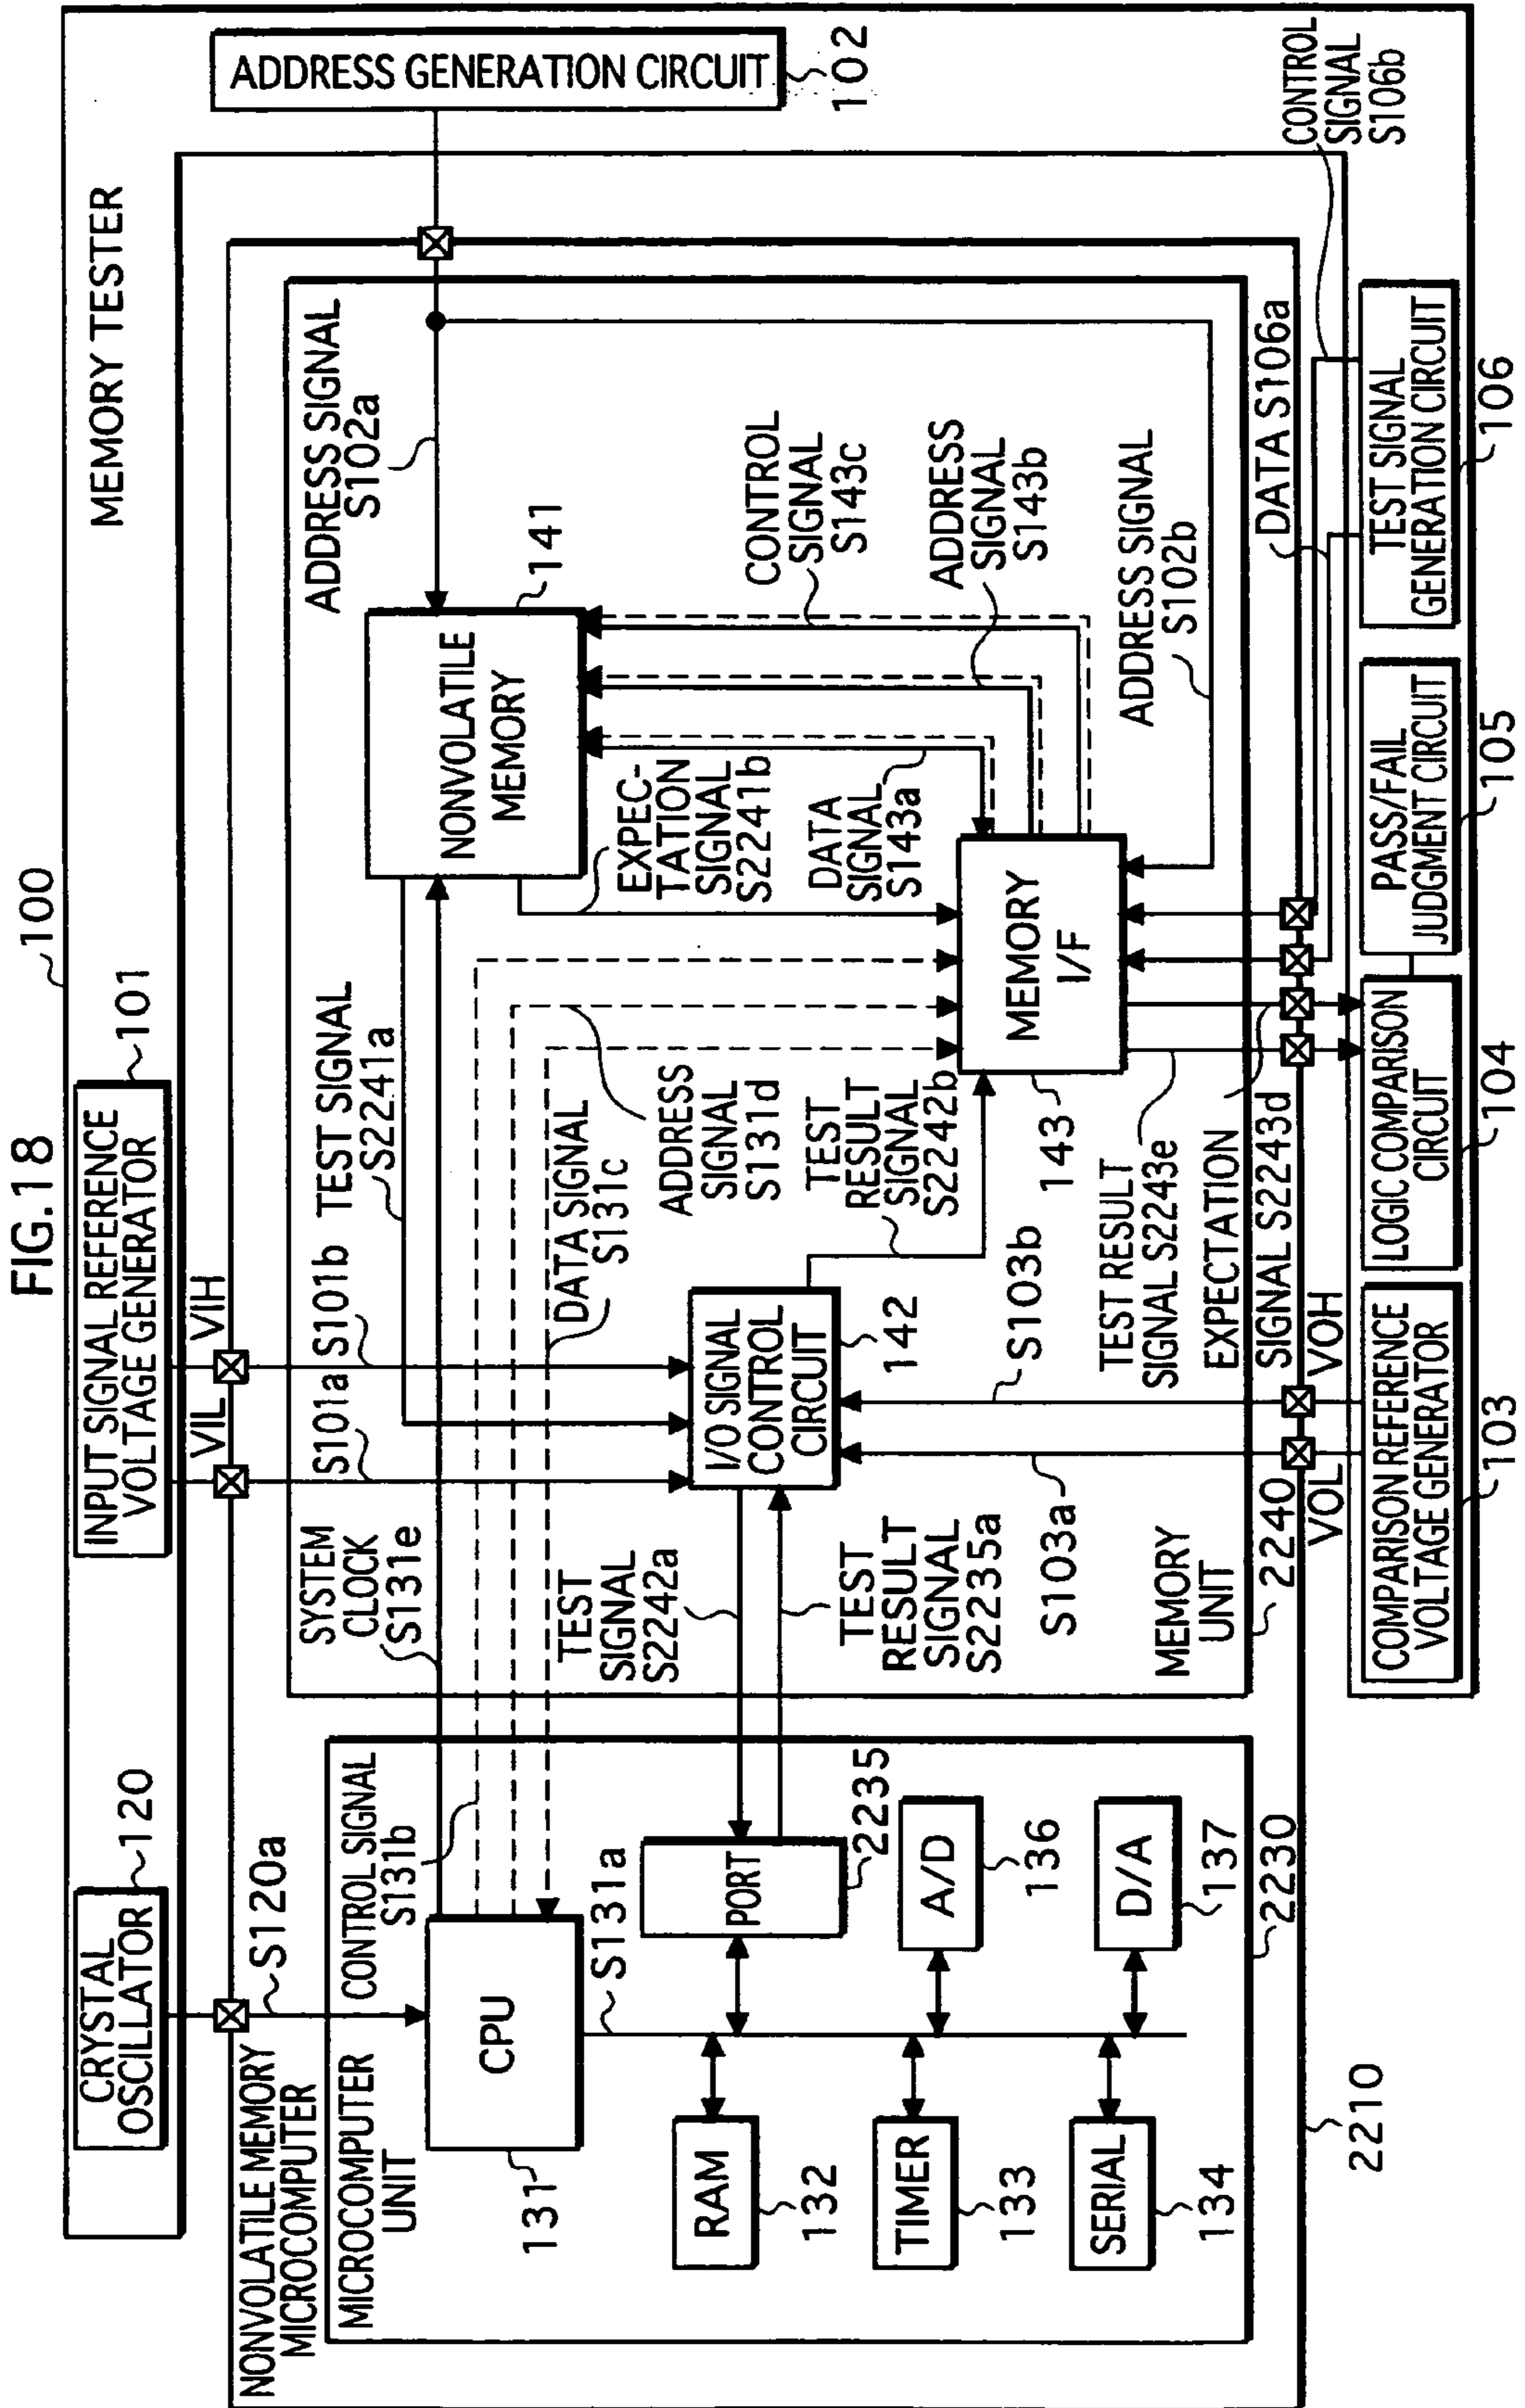 FIG.18
100
MEMORY TESTER
CRYSTAL
OSCILLATOR
120
INPUT SIGNAL REFERENCE
VOLTAGE GENERATOR
101
ADDRESS GENERATION CIRCUIT
102
VIL
VIH
NONVOLATILE MEMORY
MICROCOMPUTER
S120a
S101a
S101b
MICROCOMPUTER
UNIT
CONTROL SIGNAL
S131b
SYSTEM
CLOCK
S131e
TEST SIGNAL
S2241a
ADDRESS SIGNAL
S102a
CPU
131
NONVOLATILE
MEMORY
141
S131a
TEST
SIGNAL
S2242a
DATA SIGNAL
S131c
ADDRESS
SIGNAL
S131d
EXPEC-
TATION
SIGNAL
S2241b
DATA
SIGNAL
S143a
CONTROL
SIGNAL
S143c
ADDRESS
SIGNAL
S143b
ADDRESS SIGNAL
S102b
RAM
132
PORT
2235
I/O SIGNAL
CONTROL
CIRCUIT
142
TEST
RESULT
SIGNAL
S2242b
TEST
RESULT
SIGNAL
S2235a
TIMER
133
A/D
136
MEMORY
I/F
143
S103a
S103b
SERIAL
134
D/A
137
TEST RESULT
SIGNAL S2243e
EXPECTATION
SIGNAL S2243d
MEMORY
UNIT
2240
2230
2210
VOL
VOH
DATA S106a
CONTROL
SIGNAL
S106b
COMPARISON REFERENCE
VOLTAGE GENERATOR
103
LOGIC COMPARISON
CIRCUIT
104
PASS/FAIL
JUDGMENT CIRCUIT
105
TEST SIGNAL
GENERATION CIRCUIT
106